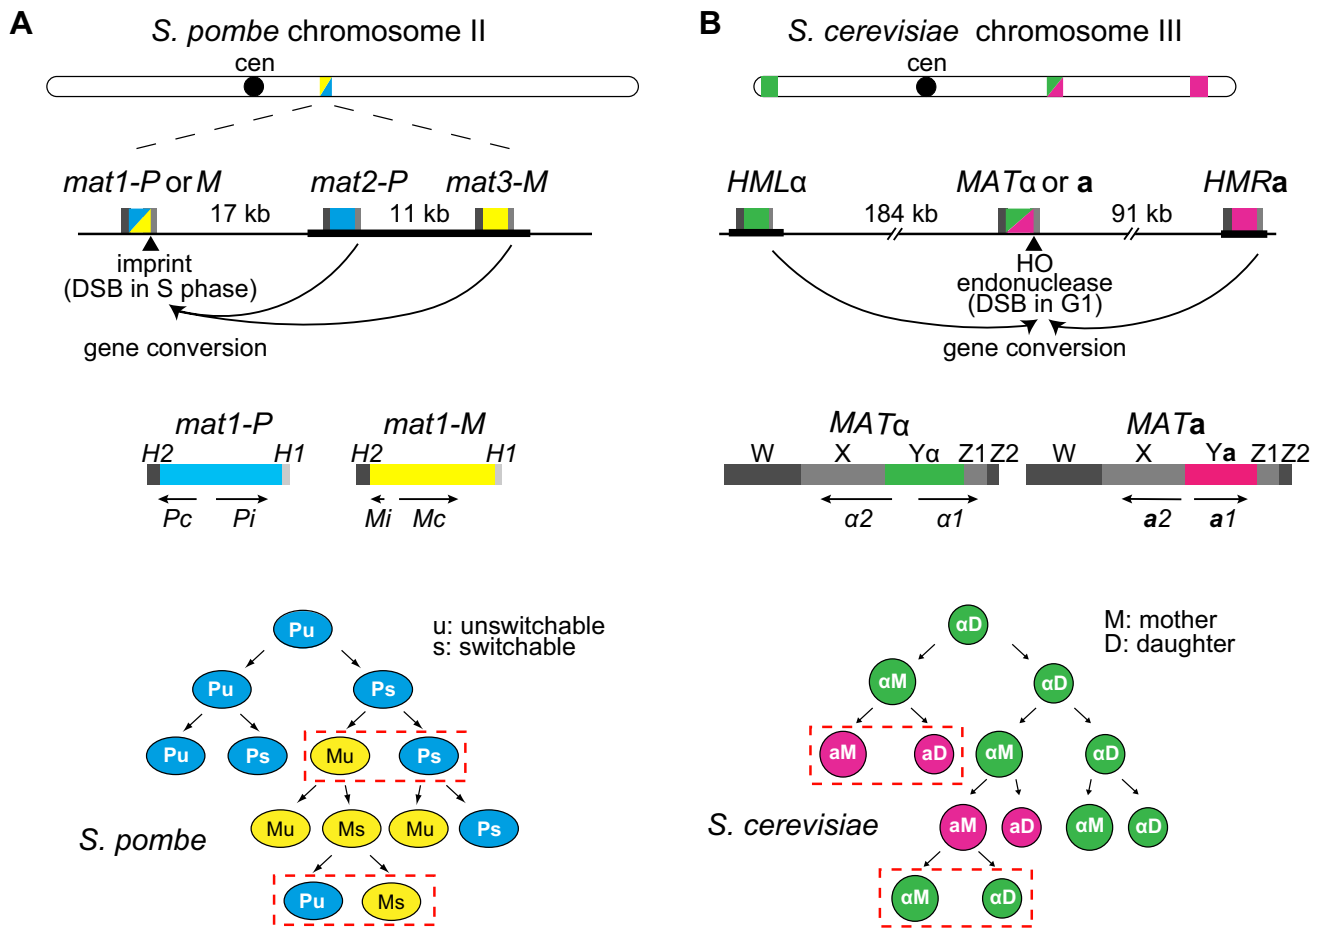 A
S. pombe chromosome II
cen
mat1-P or M
mat2-P
mat3-M
17 kb
11 kb
imprint
(DSB in S phase)
gene conversion
mat1-P
H2
H1
Pc
Pi
mat1-M
H2
H1
Mi
Mc
u: unswitchable
s: switchable
Pu
Pu
Ps
Pu
Ps
Mu
Ps
Mu
Ms
Mu
Ps
Pu
Ms
S. pombe
B
S. cerevisiae chromosome III
cen
HMLα
MATα or a
HMRa
184 kb
91 kb
HO
endonuclease
(DSB in G1)
gene conversion
MATα
W
X
Yα
Z1
Z2
α2
α1
MATa
W
X
Ya
Z1
Z2
a2
a1
M: mother
D: daughter
αD
αM
αD
aM
aD
αM
αD
aM
aD
αM
αD
αM
αD
S. cerevisiae